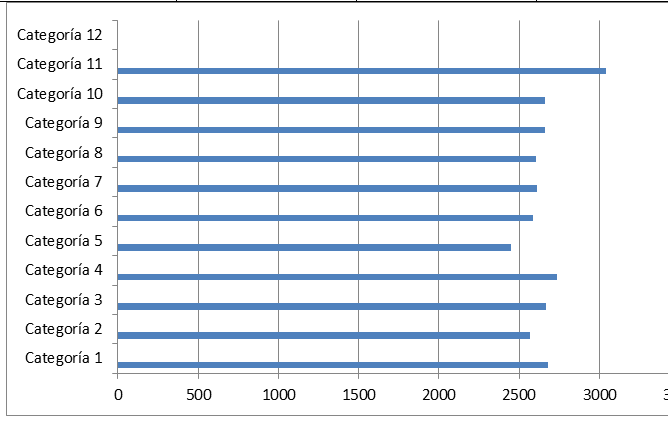 Categoría 12
Categoría 11
Categoría 10
Categoría 9
Categoría 8
Categoría 7
Categoría 6
Categoría 5
Categoría 4
Categoría 3
Categoría 2
Categoría 1
0 500 1000 1500 2000 2500 3000